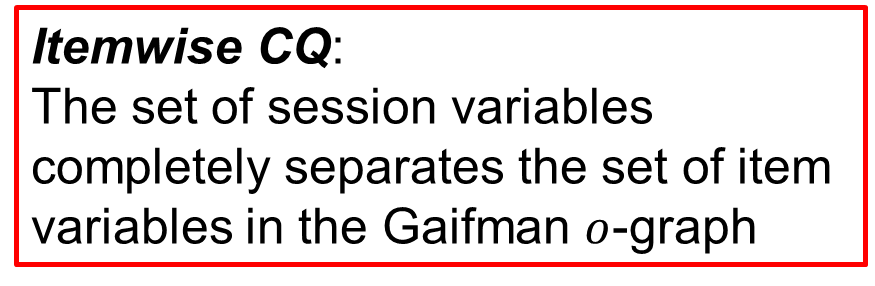 Itemwise CQ:
The set of session variables
completely separates the set of item
variables in the Gaifman o-graph